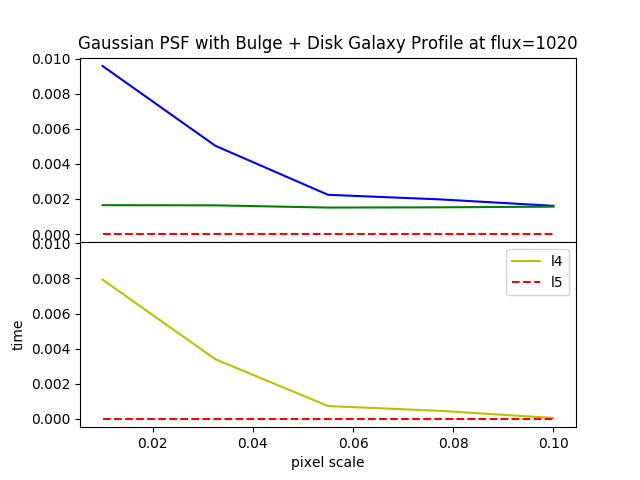 Gaussian PSF with Bulge + Disk Galaxy Profile at flux=1020
0.010
0.008
0.006
0.004
0.002
0.000
0.010
0.008
0.006
0.004
0.002
0.000
time
l4
l5
0.02 0.04 0.06 0.08 0.10
pixel scale